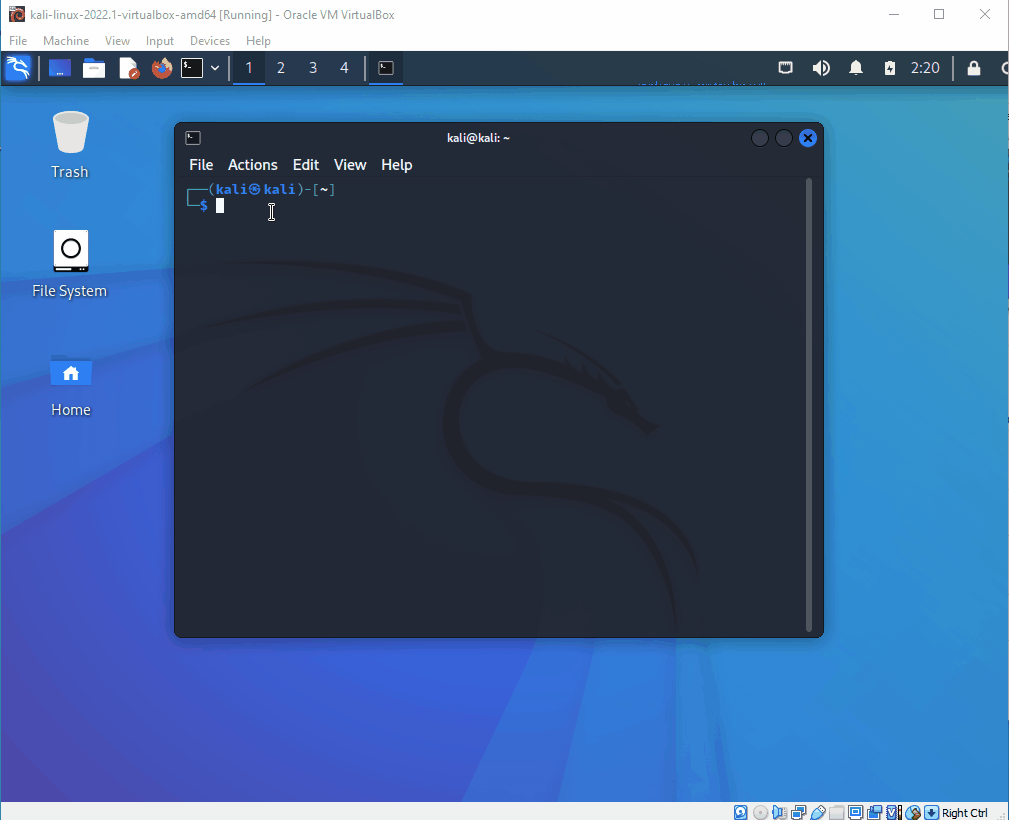 kali-linux-2022.1-virtualbox-amd64 [Running] - Oracle VM VirtualBox
File Machine View Input Devices Help
1 2 3 4 2:20
Trash
File System
Home
kali@kali: ~
File Actions Edit View Help
┌──(kali㉿kali)-[~]
└─$
Right Ctrl